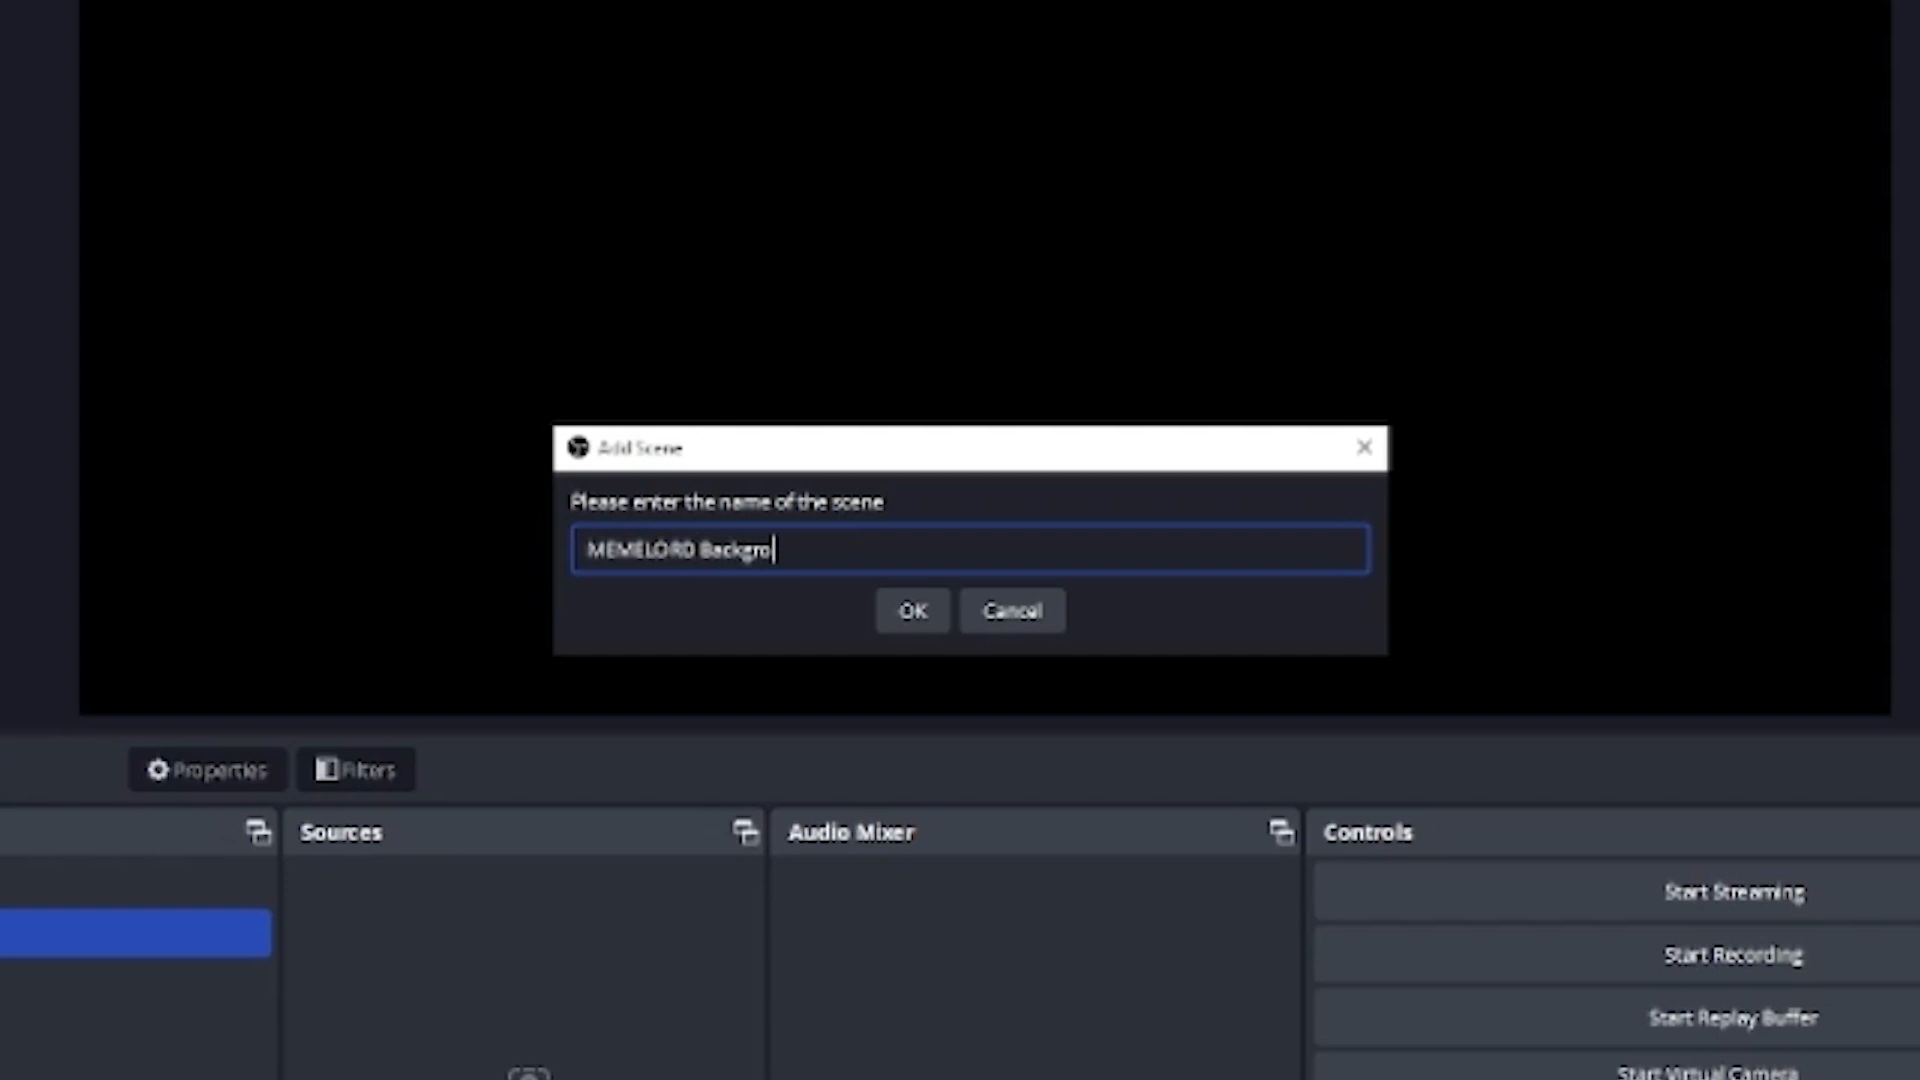 Add Scene
Please enter the name of the scene
MEMELORD Backgro
OK
Cancel
Properties
Filters
Sources
Audio Mixer
Controls
Start Streaming
Start Recording
Start Replay Buffer
Start Virtual Camera